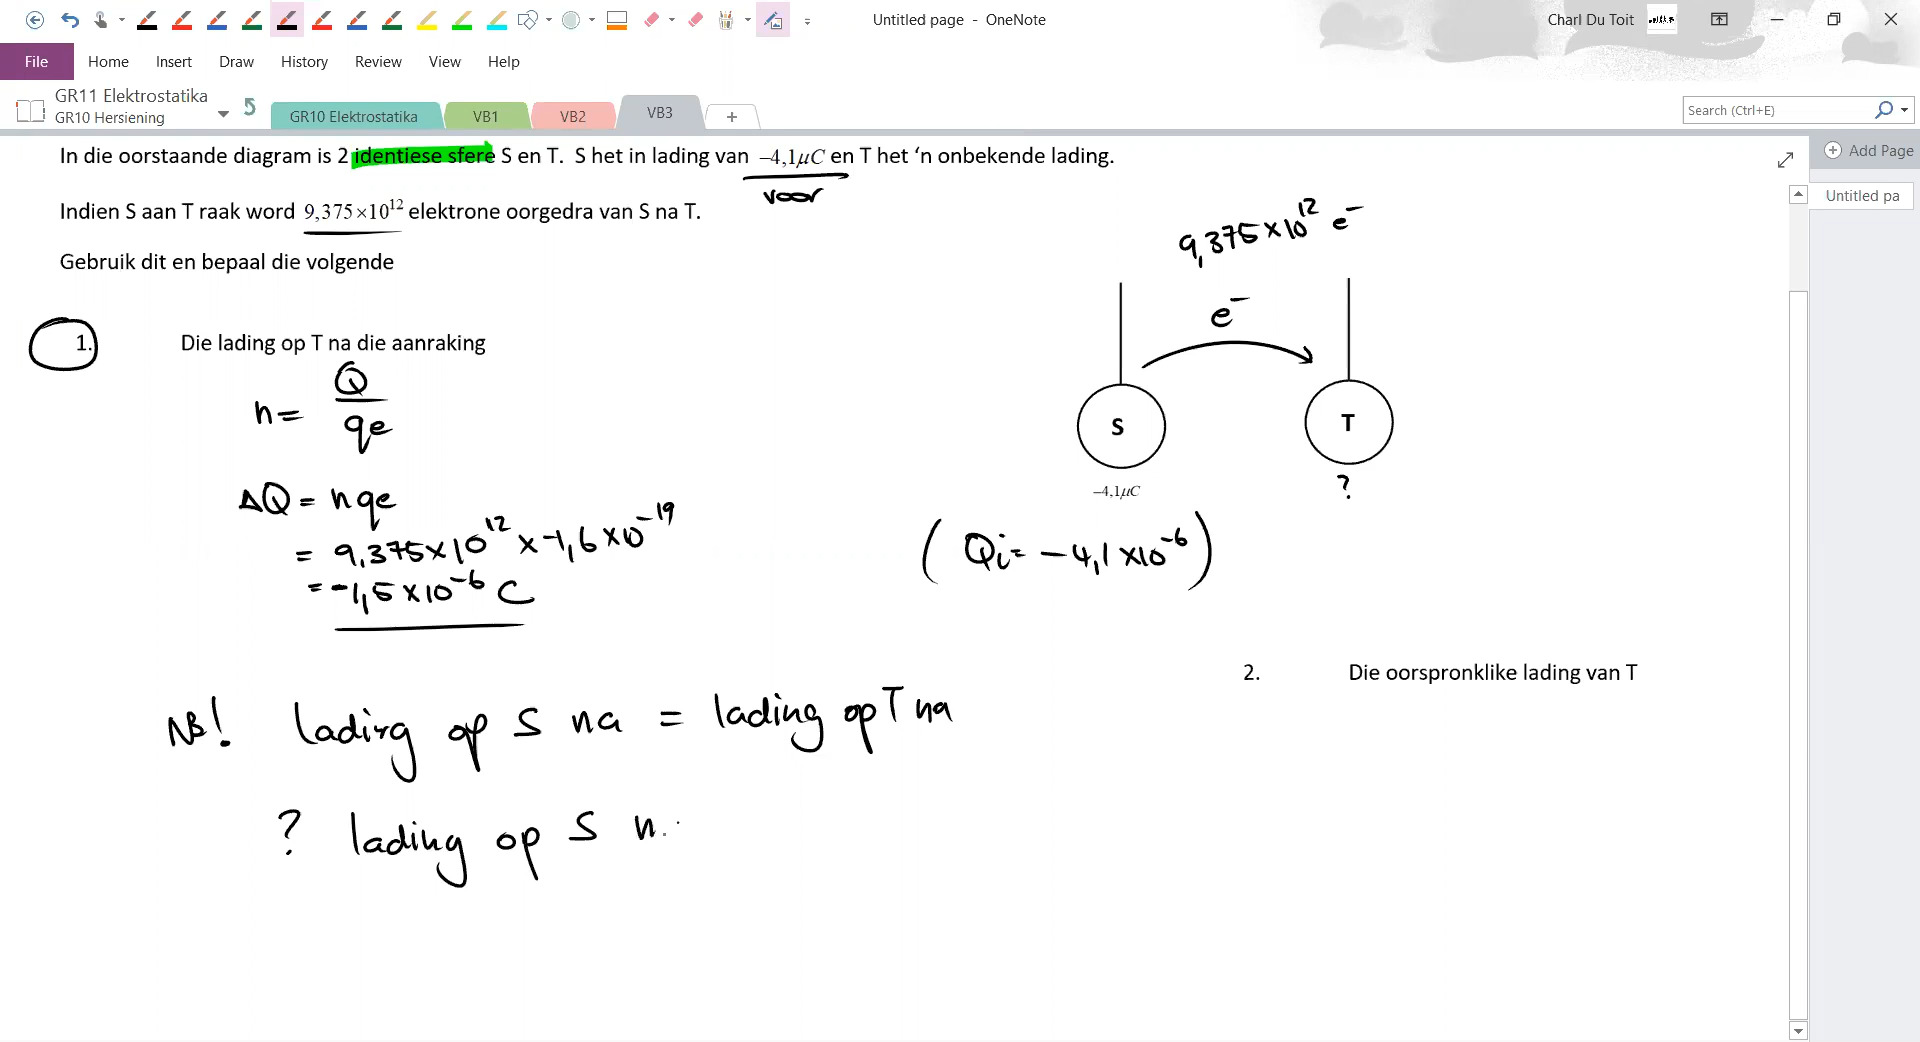 Untitled page - OneNote
Charl Du Toit
File Home Insert Draw History Review View Help
GR11 Elektrostatika
GR10 Hersiening
GR10 Elektrostatika VB1 VB2 VB3 +
Search (Ctrl+E)
Add Page
Untitled pa
In die oorstaande diagram is 2 identiese sfere S en T. S het in lading van –4,1μC en T het ‘n onbekende lading.
voor
Indien S aan T raak word 9,375×10¹² elektrone oorgedra van S na T.
Gebruik dit en bepaal die volgende
9,375×10¹² e⁻
e⁻
S
T
–4,1μC
?
(Qi = –4,1×10⁻⁶)
1. Die lading op T na die aanraking
n = Q/qe
ΔQ = nqe
= 9,375×10¹² × -1,6×10⁻¹⁹
= -1,5×10⁻⁶ C
2. Die oorspronklike lading van T
NB! lading op S na = lading op T na
? lading op S n